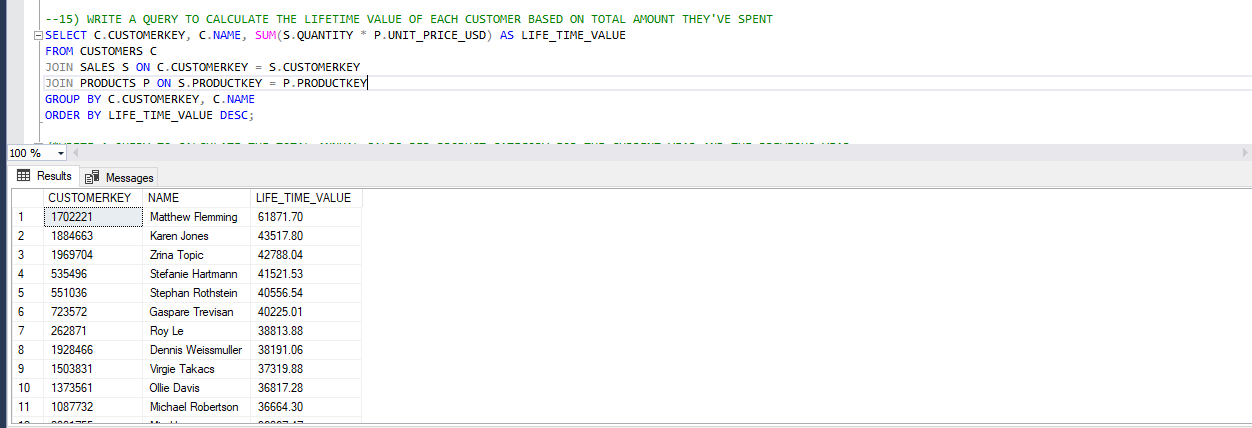 --15) WRITE A QUERY TO CALCULATE THE LIFETIME VALUE OF EACH CUSTOMER BASED ON TOTAL AMOUNT THEY'VE SPENT
SELECT C.CUSTOMERKEY, C.NAME, SUM(S.QUANTITY * P.UNIT_PRICE_USD) AS LIFE_TIME_VALUE
FROM CUSTOMERS C
JOIN SALES S ON C.CUSTOMERKEY = S.CUSTOMERKEY
JOIN PRODUCTS P ON S.PRODUCTKEY = P.PRODUCTKEY
GROUP BY C.CUSTOMERKEY, C.NAME
ORDER BY LIFE_TIME_VALUE DESC;
100 %
Results Messages
CUSTOMERKEY NAME LIFE_TIME_VALUE
1 1702221 Matthew Flemming 61871.70
2 1884663 Karen Jones 43517.80
3 1969704 Zrina Topic 42788.04
4 535496 Stefanie Hartmann 41521.53
5 551036 Stephan Rothstein 40556.54
6 723572 Gaspare Trevisan 40225.01
7 262871 Roy Le 38813.88
8 1928466 Dennis Weissmuller 38191.06
9 1503831 Virgie Takacs 37319.88
10 1373561 Ollie Davis 36817.28
11 1087732 Michael Robertson 36664.30